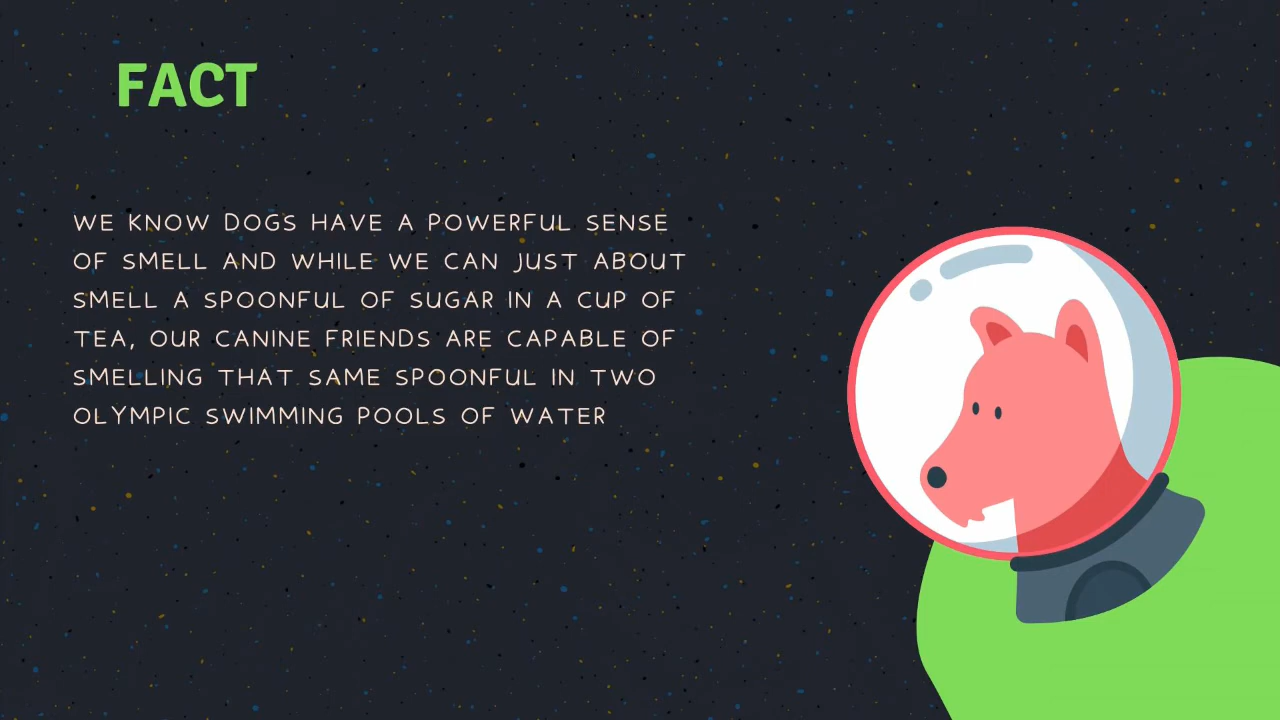 FACT
WE KNOW DOGS HAVE A POWERFUL SENSE
OF SMELL AND WHILE WE CAN JUST ABOUT
SMELL A SPOONFUL OF SUGAR IN A CUP OF
TEA, OUR CANINE FRIENDS ARE CAPABLE OF
SMELLING THAT SAME SPOONFUL IN TWO
OLYMPIC SWIMMING POOLS OF WATER